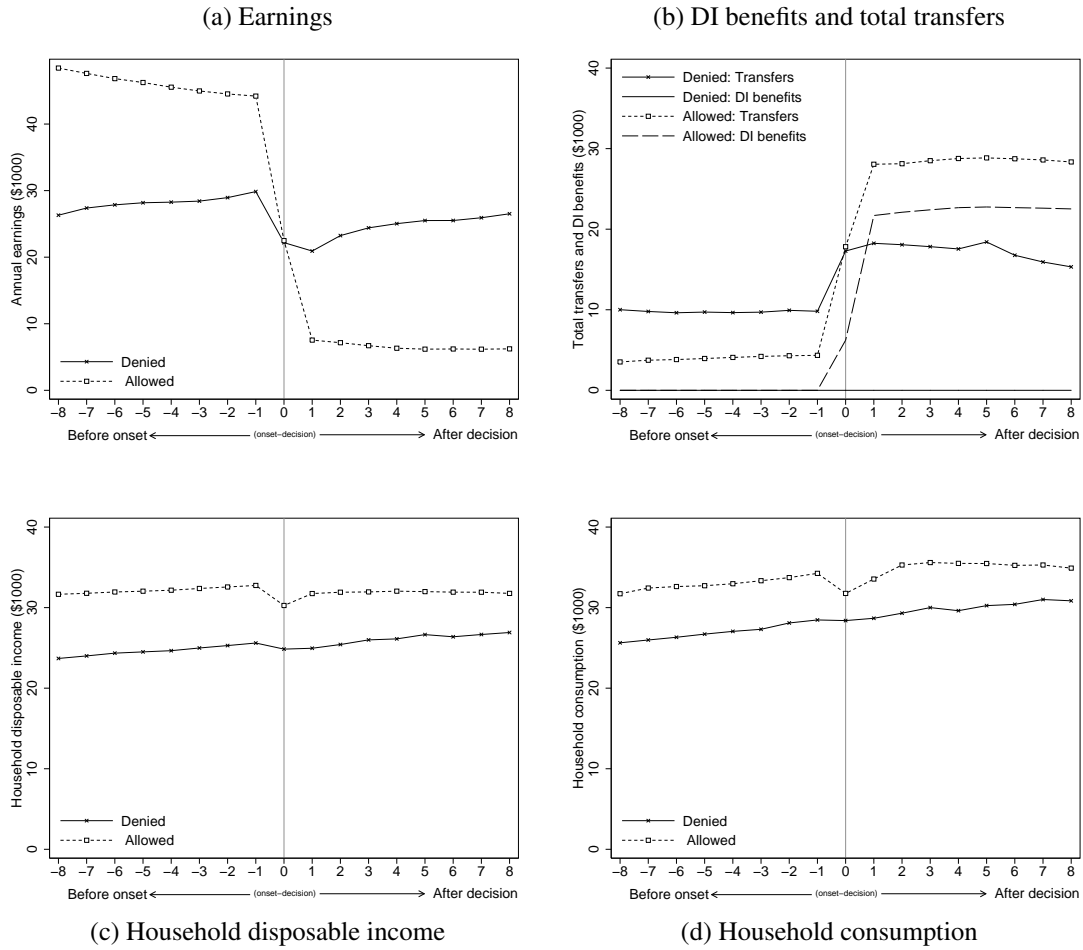 (a) Earnings
Annual earnings ($1000)
40
30
20
10
0
Denied
Allowed
−8 −7 −6 −5 −4 −3 −2 −1 0 1 2 3 4 5 6 7 8
Before onset (onset−decision) After decision
(b) DI benefits and total transfers
Total transfers and DI benefits ($1000)
40
30
20
10
0
Denied: Transfers
Denied: DI benefits
Allowed: Transfers
Allowed: DI benefits
−8 −7 −6 −5 −4 −3 −2 −1 0 1 2 3 4 5 6 7 8
Before onset (onset−decision) After decision
Household disposable income ($1000)
40
30
20
10
0
Denied
Allowed
−8 −7 −6 −5 −4 −3 −2 −1 0 1 2 3 4 5 6 7 8
Before onset (onset−decision) After decision
(c) Household disposable income
Household consumption ($1000)
40
30
20
10
0
Denied
Allowed
−8 −7 −6 −5 −4 −3 −2 −1 0 1 2 3 4 5 6 7 8
Before onset (onset−decision) After decision
(d) Household consumption